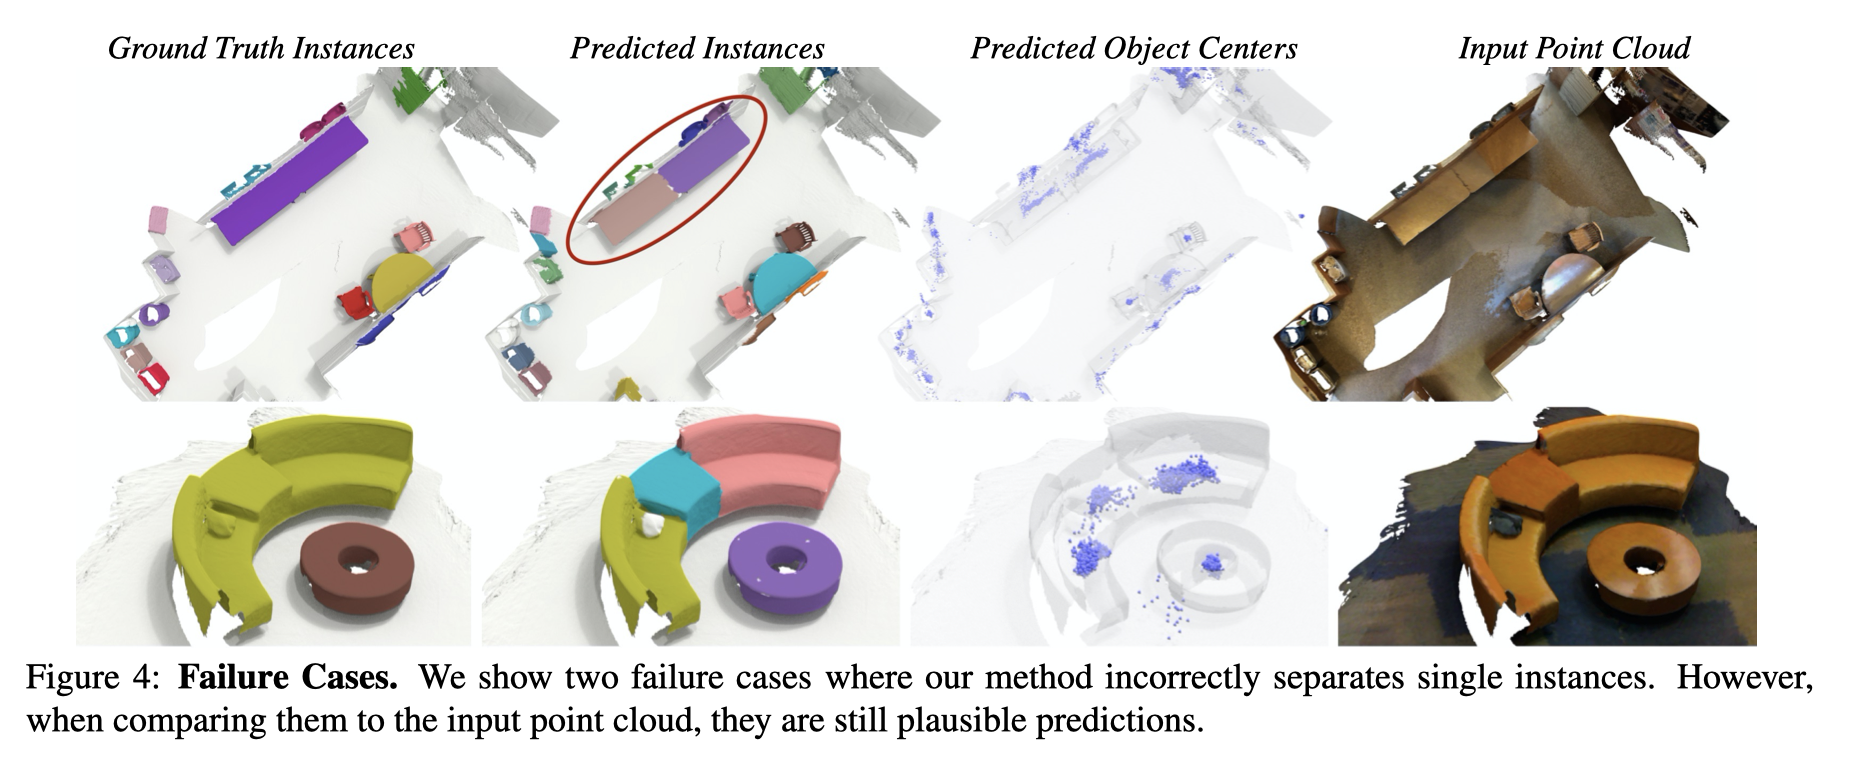 Ground Truth Instances
Predicted Instances
Predicted Object Centers
Input Point Cloud
Figure 4: Failure Cases. We show two failure cases where our method incorrectly separates single instances. However,
when comparing them to the input point cloud, they are still plausible predictions.